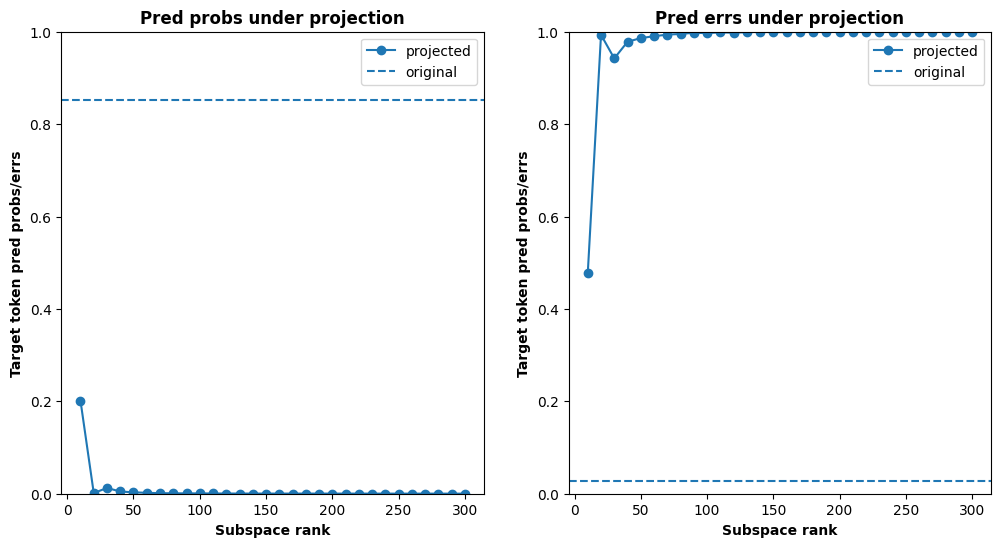 Pred probs under projection
Target token pred probs/errs
1.0
0.8
0.6
0.4
0.2
0.0
projected
original
0 50 100 150 200 250 300
Subspace rank
Pred errs under projection
Target token pred probs/errs
1.0
0.8
0.6
0.4
0.2
0.0
projected
original
0 50 100 150 200 250 300
Subspace rank